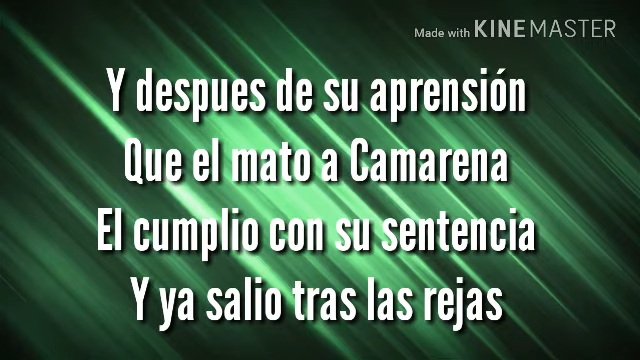 Made with KINEMASTER
Y despues de su aprensión
Que el mato a Camarena
El cumplio con su sentencia
Y ya salio tras las rejas